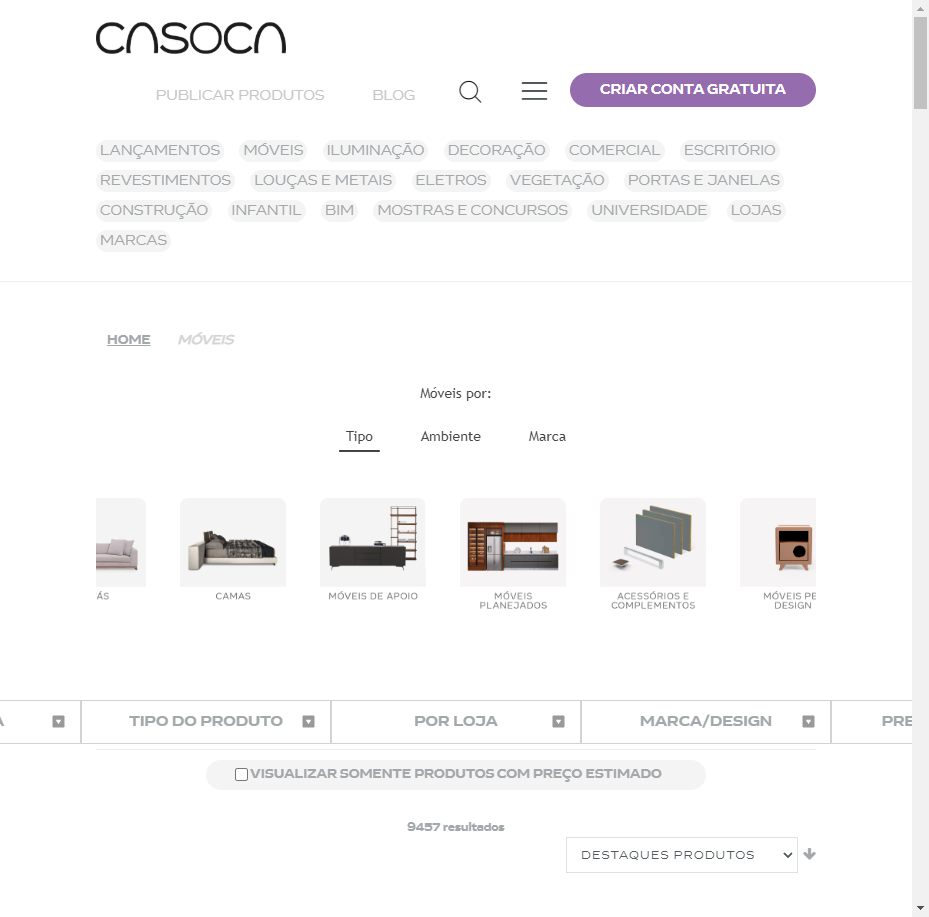 CASOCA
PUBLICAR PRODUTOS BLOG CRIAR CONTA GRATUITA
LANÇAMENTOS MÓVEIS ILUMINAÇÃO DECORAÇÃO COMERCIAL ESCRITÓRIO
REVESTIMENTOS LOUÇAS E METAIS ELETROS VEGETAÇÃO PORTAS E JANELAS
CONSTRUÇÃO INFANTIL BIM MOSTRAS E CONCURSOS UNIVERSIDADE LOJAS
MARCAS
HOME MÓVEIS
Móveis por:
Tipo Ambiente Marca
ÁS CAMAS MÓVEIS DE APOIO MÓVEIS ACESSÓRIOS E MÓVEIS PE
PLANEJADOS COMPLEMENTOS DESIGN
A TIPO DO PRODUTO POR LOJA MARCA/DESIGN PRE
VISUALIZAR SOMENTE PRODUTOS COM PREÇO ESTIMADO
9457 resultados
DESTAQUES PRODUTOS